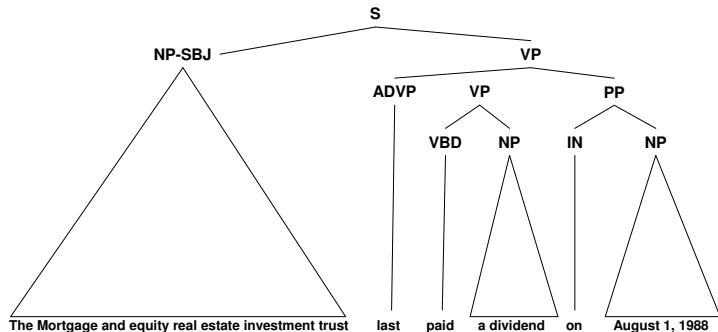 S
NP-SBJ VP
ADVP VP PP
VBD NP IN NP
The Mortgage and equity real estate investment trust last paid a dividend on August 1, 1988